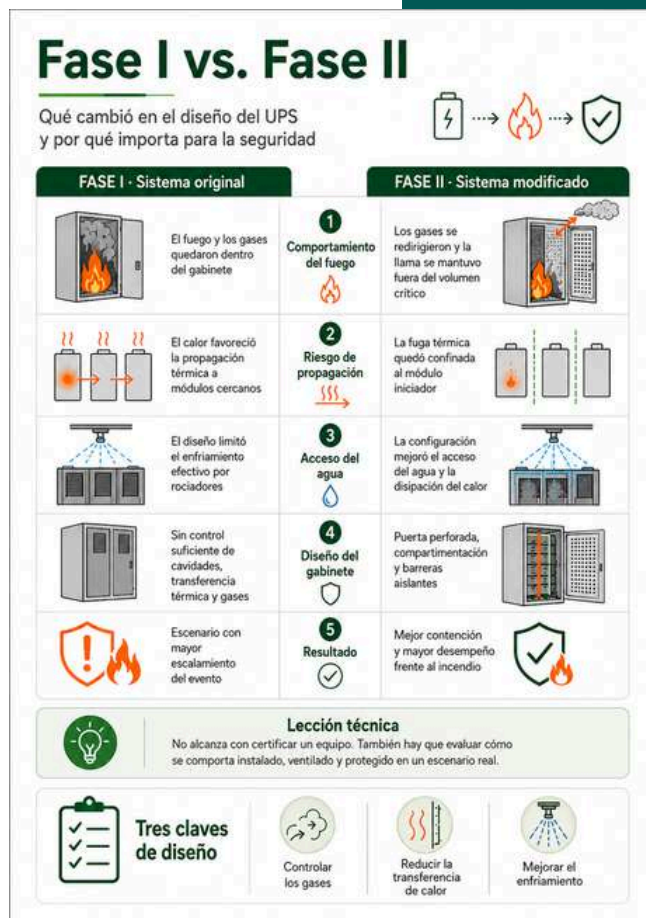 Fase I vs. Fase II
Qué cambió en el diseño del UPS
y por qué importa para la seguridad
FASE I · Sistema original
FASE II · Sistema modificado
El fuego y los gases
quedaron dentro
del gabinete
1
Comportamiento
del fuego
Los gases se
redirigieron y la
llama se mantuvo
fuera del volumen
crítico
El calor favoreció
la propagación
térmica a
módulos cercanos
2
Riesgo de
propagación
La fuga térmica
quedó confinada
al módulo
iniciador
El diseño limitó
el enfriamiento
efectivo por
rociadores
3
Acceso del
agua
La configuración
mejoró el acceso
del agua y la
disipación del calor
Sin control
suficiente de
cavidades,
transferencia
térmica y gases
4
Diseño del
gabinete
Puerta perforada,
compartimentación
y barreras
aislantes
Escenario con
mayor
escalamiento
del evento
5
Resultado
Mejor contención
y mayor desempeño
frente al incendio
Lección técnica
No alcanza con certificar un equipo. También hay que evaluar cómo
se comporta instalado, ventilado y protegido en un escenario real.
Tres claves
de diseño
Controlar
los gases
Reducir la
transferencia
de calor
Mejorar el
enfriamiento